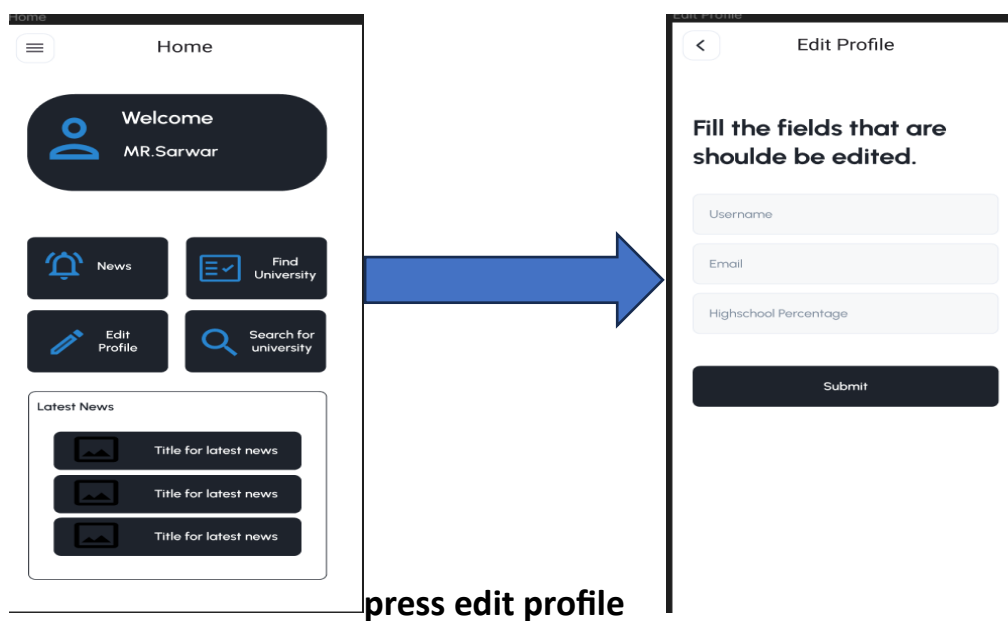 Home
Home
Welcome
MR.Sarwar
News
Find
University
Edit
Profile
Search for
university
Latest News
Title for latest news
Title for latest news
Title for latest news
press edit profile
Edit Profile
Edit Profile
Fill the fields that are
shoulde be edited.
Username
Email
Highschool Percentage
Submit